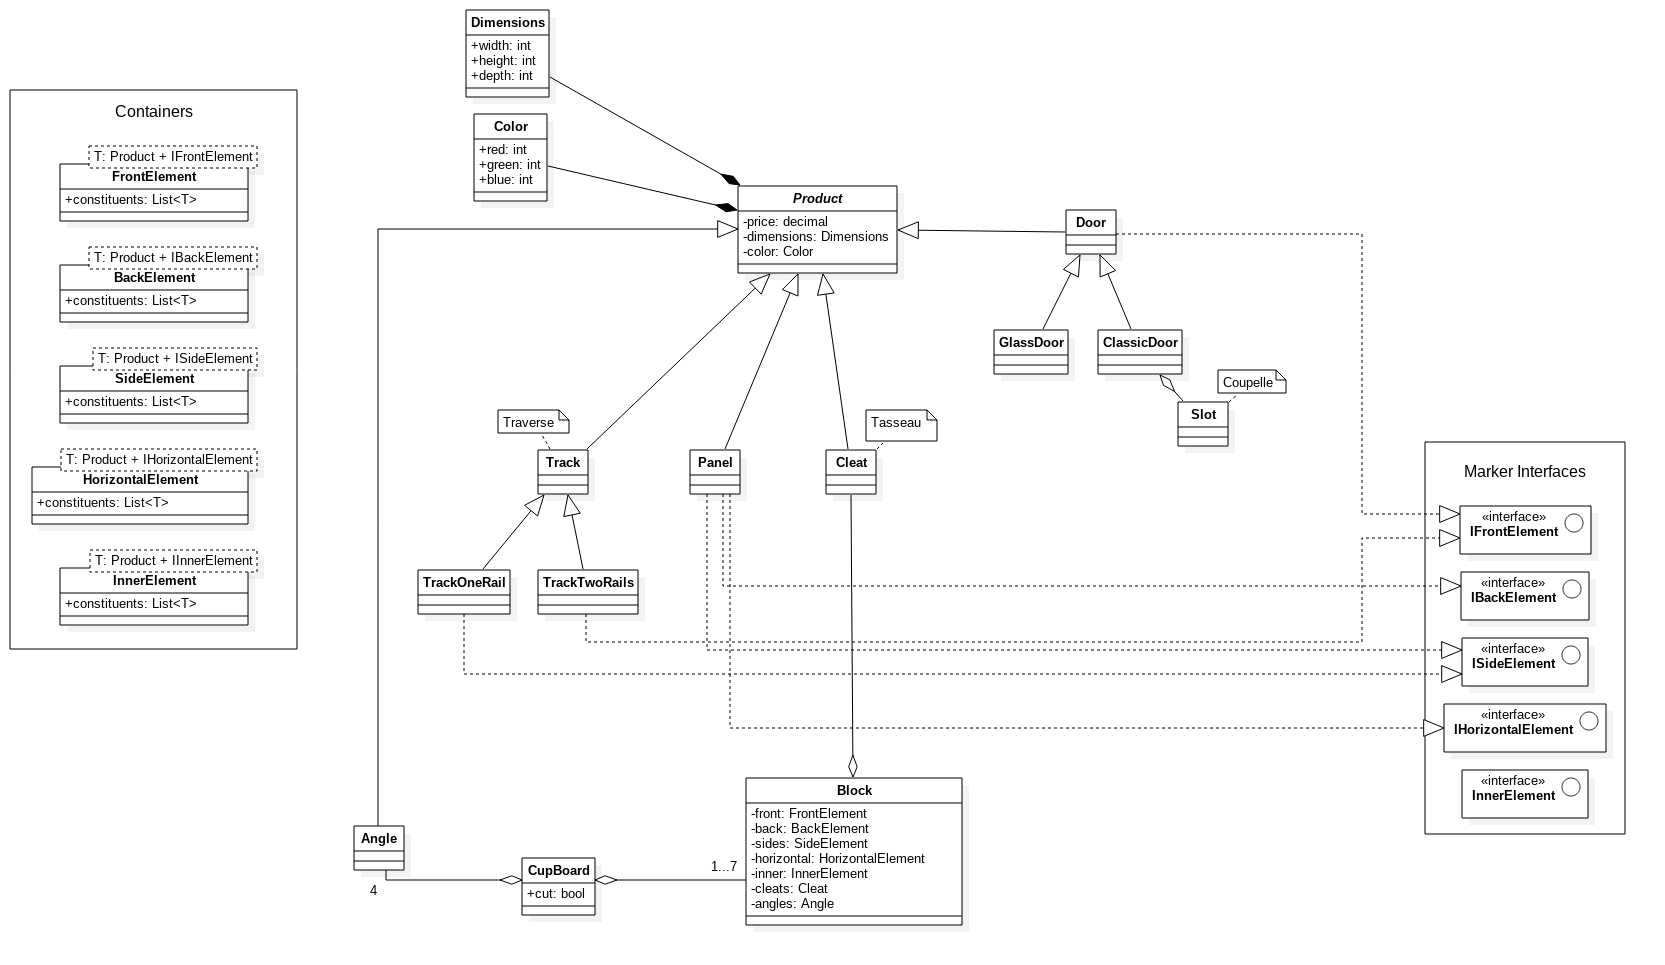 Dimensions
+width: int
+height: int
+depth: int
Color
+red: int
+green: int
+blue: int
Containers
T: Product + IFrontElement
FrontElement
+constituents: List<T>
T: Product + IBackElement
BackElement
+constituents: List<T>
T: Product + ISideElement
SideElement
+constituents: List<T>
T: Product + IHorizontalElement
HorizontalElement
+constituents: List<T>
T: Product + IInnerElement
InnerElement
+constituents: List<T>
Product
-price: decimal
-dimensions: Dimensions
-color: Color
Door
GlassDoor
ClassicDoor
Coupelle
Slot
Traverse
Track
Panel
Tasseau
Cleat
TrackOneRail
TrackTwoRails
Marker Interfaces
«interface»
IFrontElement
«interface»
IBackElement
«interface»
ISideElement
«interface»
IHorizontalElement
«interface»
InnerElement
Angle
4
CupBoard
+cut: bool
1...7
Block
-front: FrontElement
-back: BackElement
-sides: SideElement
-horizontal: HorizontalElement
-inner: InnerElement
-cleats: Cleat
-angles: Angle